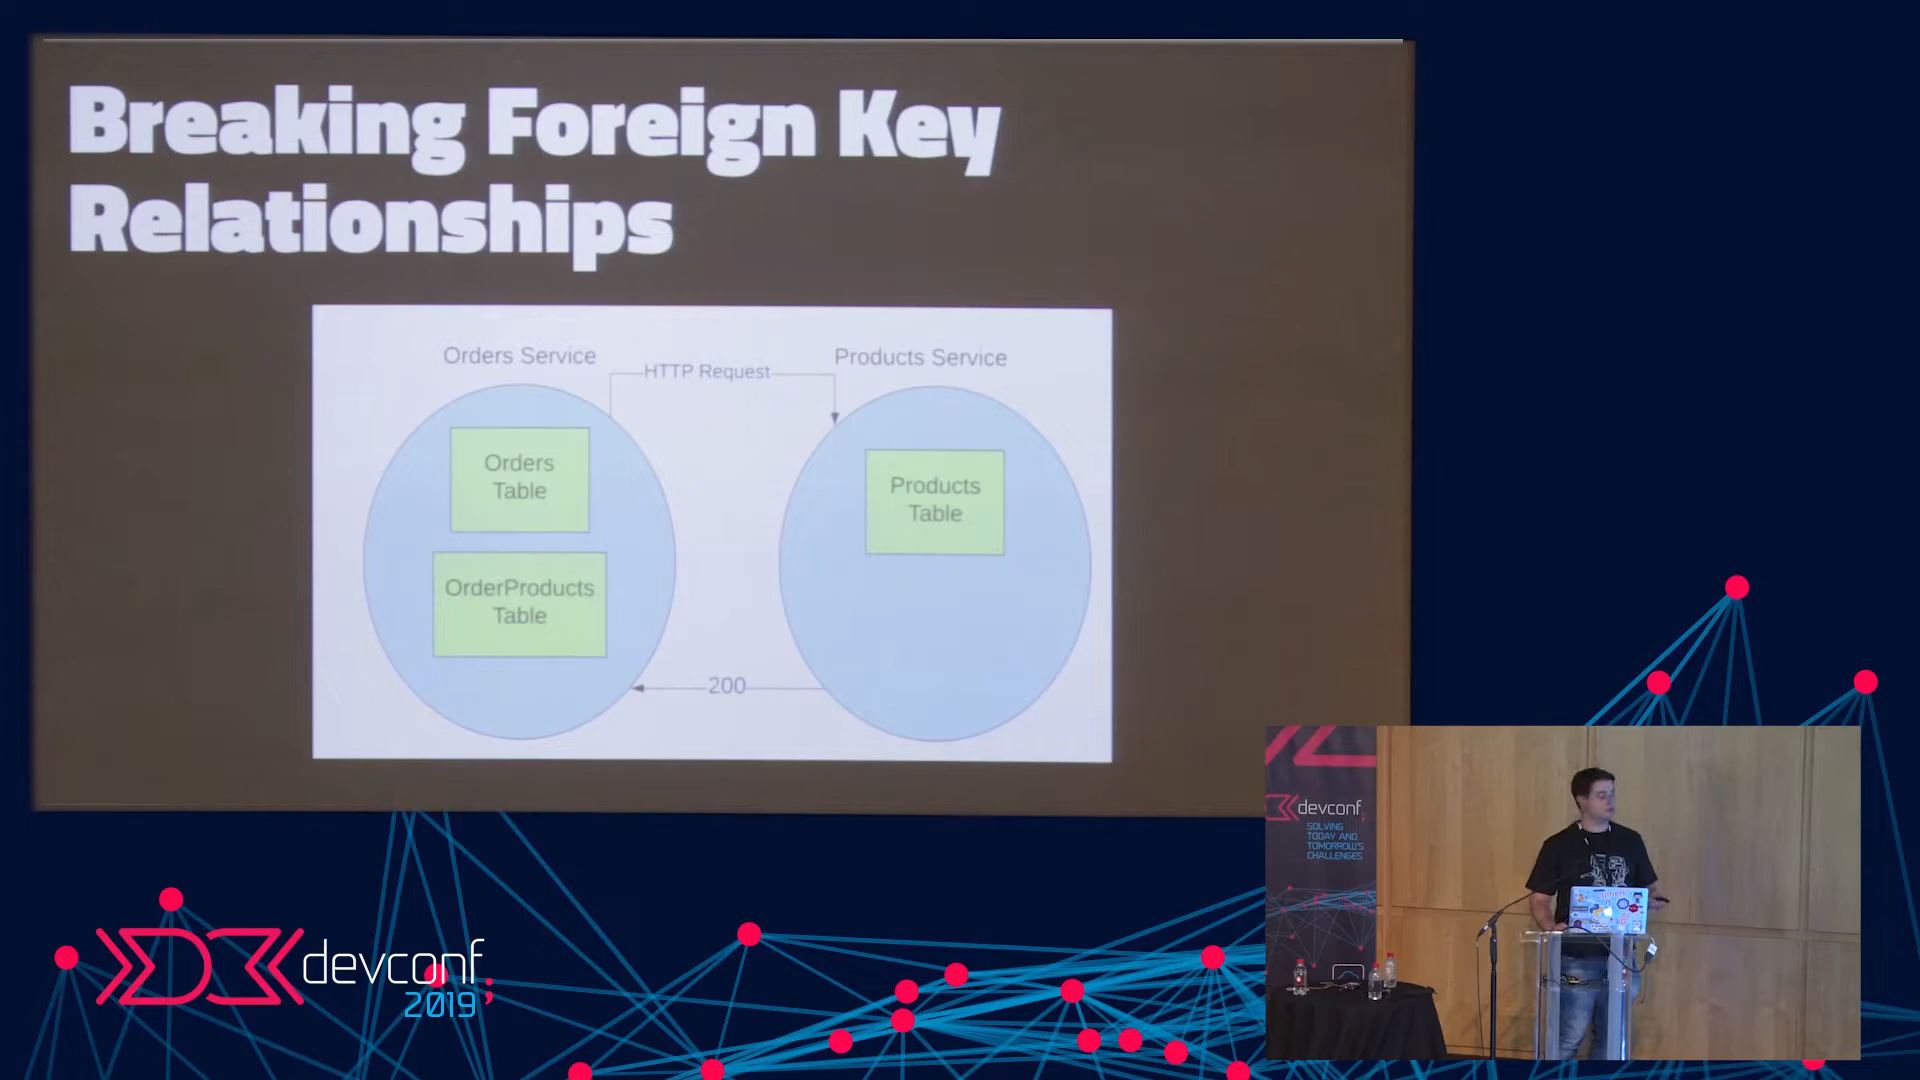 Breaking Foreign Key
Relationships
Orders Service
HTTP Request
Products Service
Orders
Table
OrderProducts
Table
Products
Table
200
devconf;
2019
devconf;
SOLVING
TODAY AND
TOMORROW'S
CHALLENGES